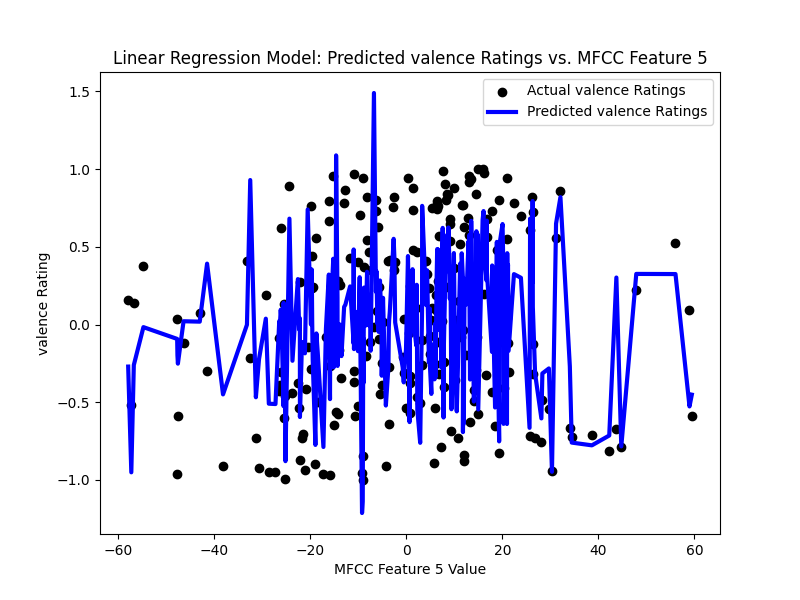 Linear Regression Model: Predicted valence Ratings vs. MFCC Feature 5
Actual valence Ratings
Predicted valence Ratings
valence Rating
1.5
1.0
0.5
0.0
−0.5
−1.0
−60
−40
−20
0
20
40
60
MFCC Feature 5 Value